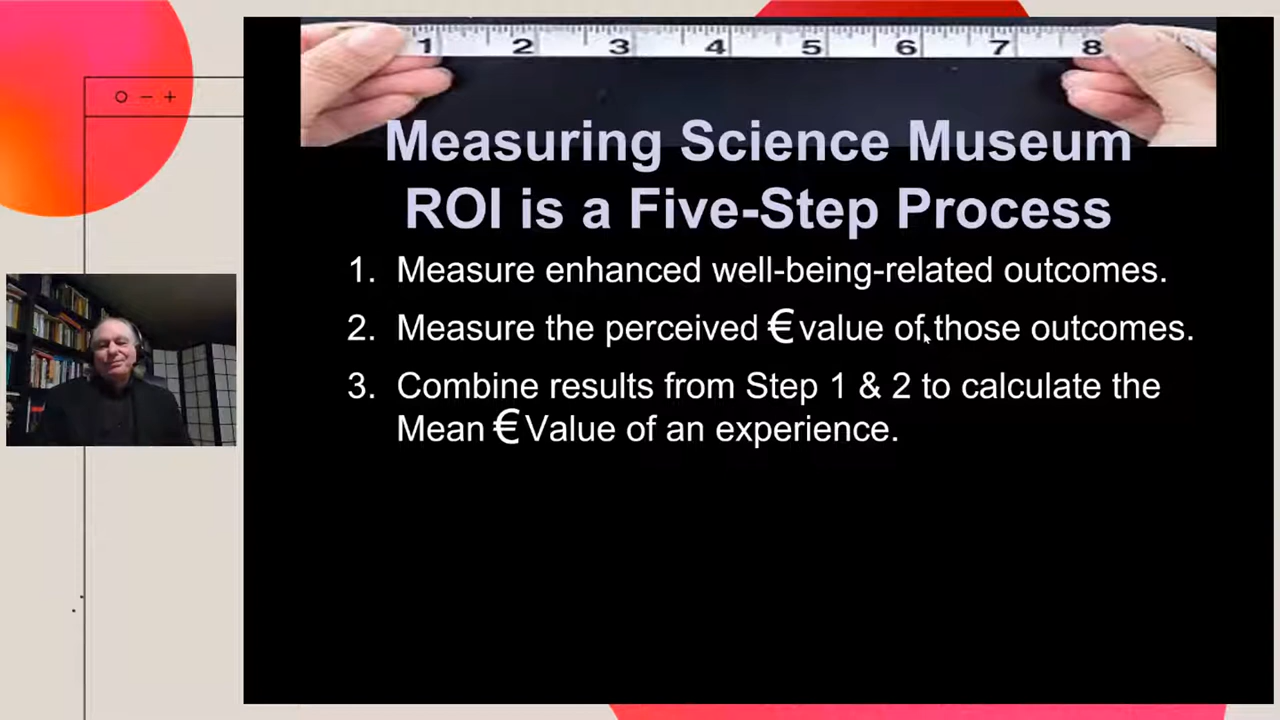 1 2 3 4 5 6 7 8
Measuring Science Museum
ROI is a Five-Step Process
1. Measure enhanced well-being-related outcomes.
2. Measure the perceived € value of those outcomes.
3. Combine results from Step 1 & 2 to calculate the
Mean € Value of an experience.